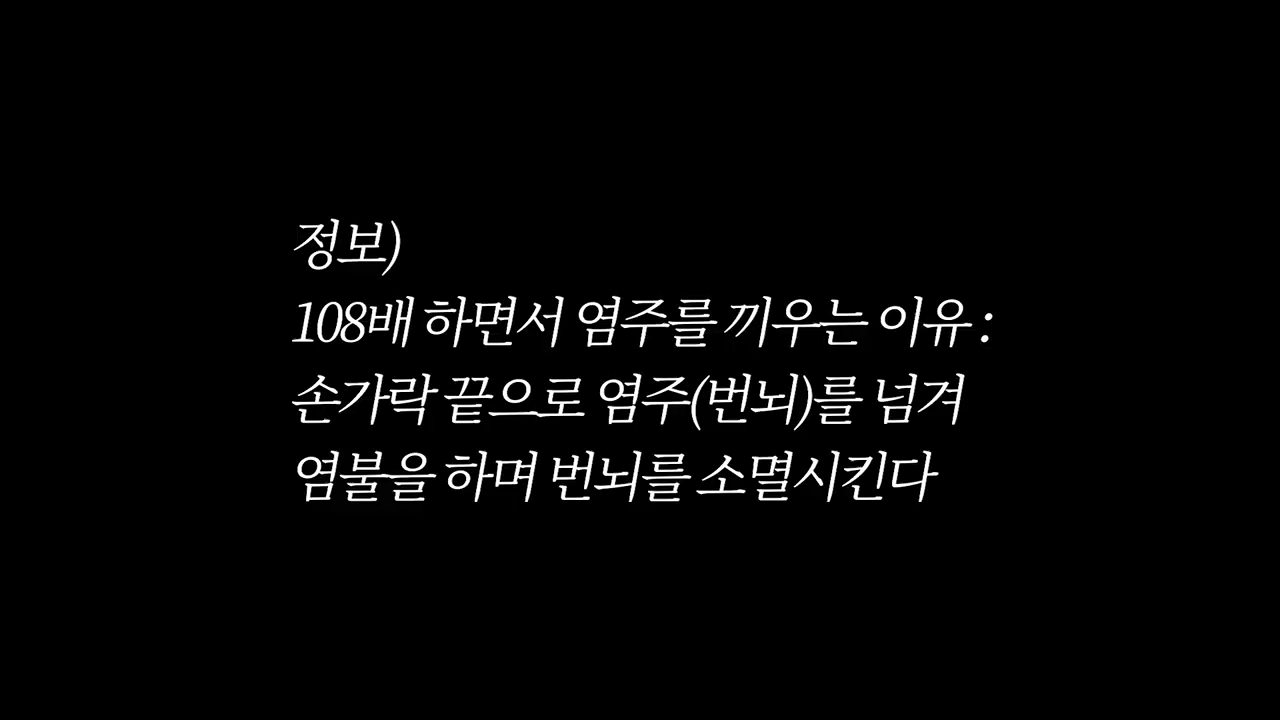 정보)
108배 하면서 염주를 끼우는 이유 :
손가락 끝으로 염주(번뇌)를 넘겨
염불을 하며 번뇌를 소멸시킨다